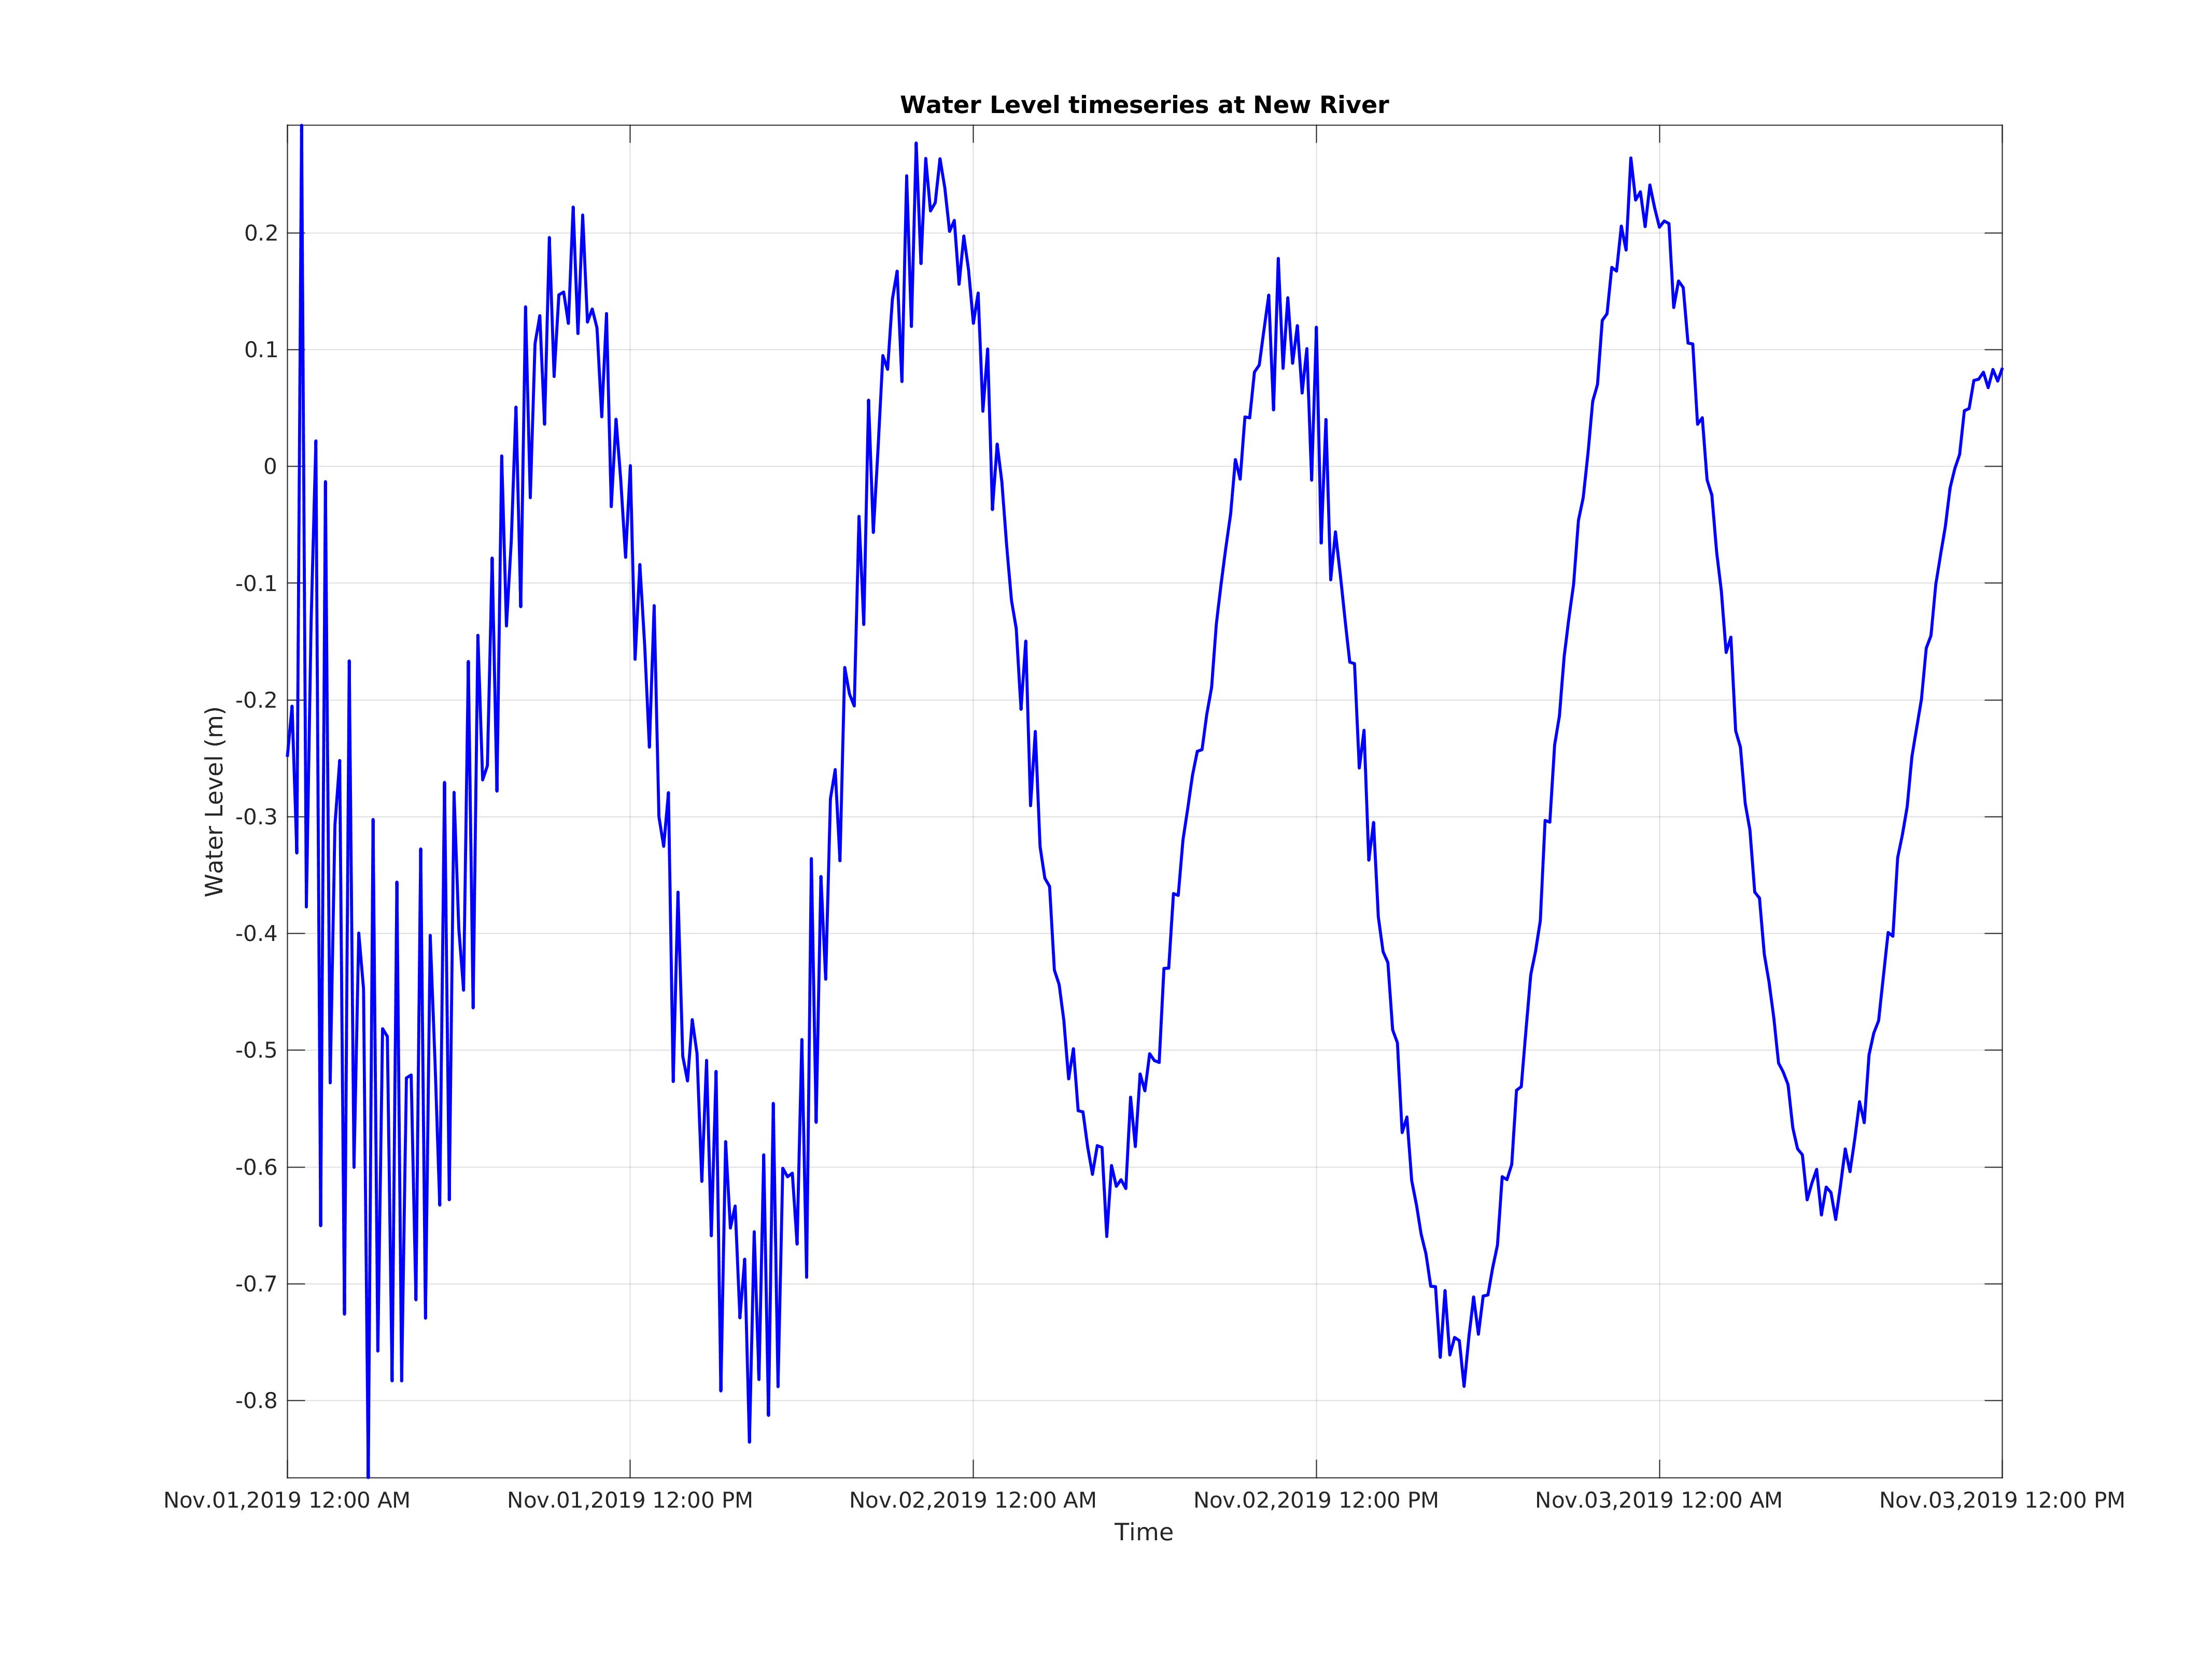 Water Level timeseries at New River
0.2
0.1
0
-0.1
-0.2
-0.3
-0.4
-0.5
-0.6
-0.7
-0.8
Water Level (m)
Nov.01,2019 12:00 AM Nov.01,2019 12:00 PM Nov.02,2019 12:00 AM Nov.02,2019 12:00 PM Nov.03,2019 12:00 AM Nov.03,2019 12:00 PM
Time